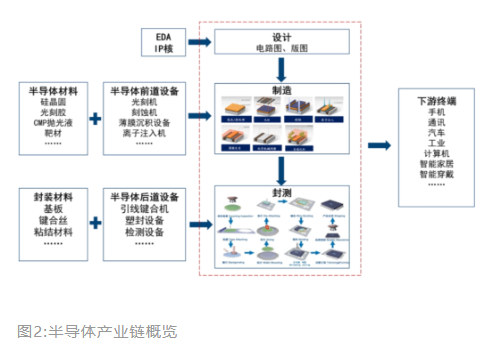 EDA
IP核
设计
电路图、版图
半导体材料
硅晶圆
光刻胶
CMP抛光液
靶材
……
半导体前道设备
光刻机
刻蚀机
薄膜沉积设备
离子注入机
……
制造
封装材料
基板
键合丝
粘结材料
……
半导体后道设备
引线键合机
塑封设备
检测设备
……
封测
下游终端
手机
通讯
汽车
工业
计算机
智能家居
智能穿戴
……
图2:半导体产业链概览